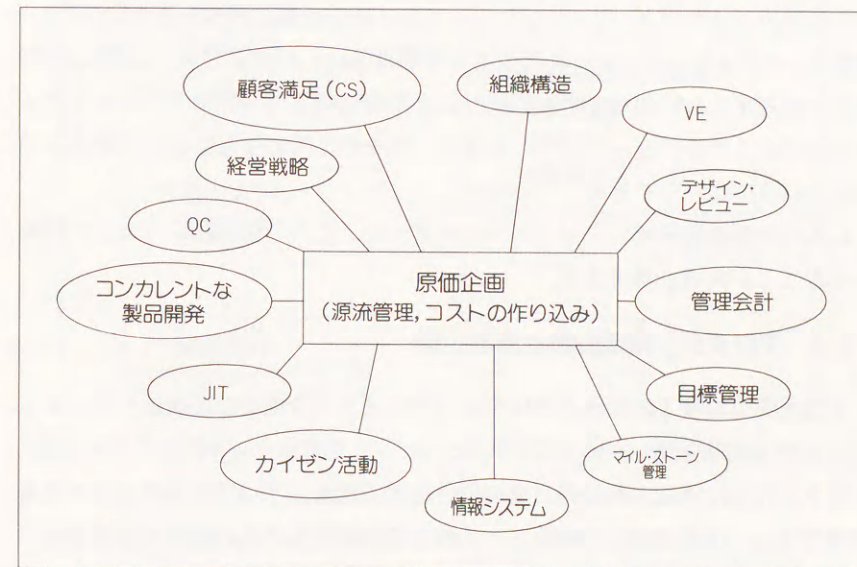 顧客満足(CS)
組織構造
VE
経営戦略
デザイン・
レビュー
QC
原価企画
(源流管理,コストの作り込み)
コンカレントな
製品開発
管理会計
JIT
目標管理
カイゼン活動
マイル・ストーン
管理
情報システム